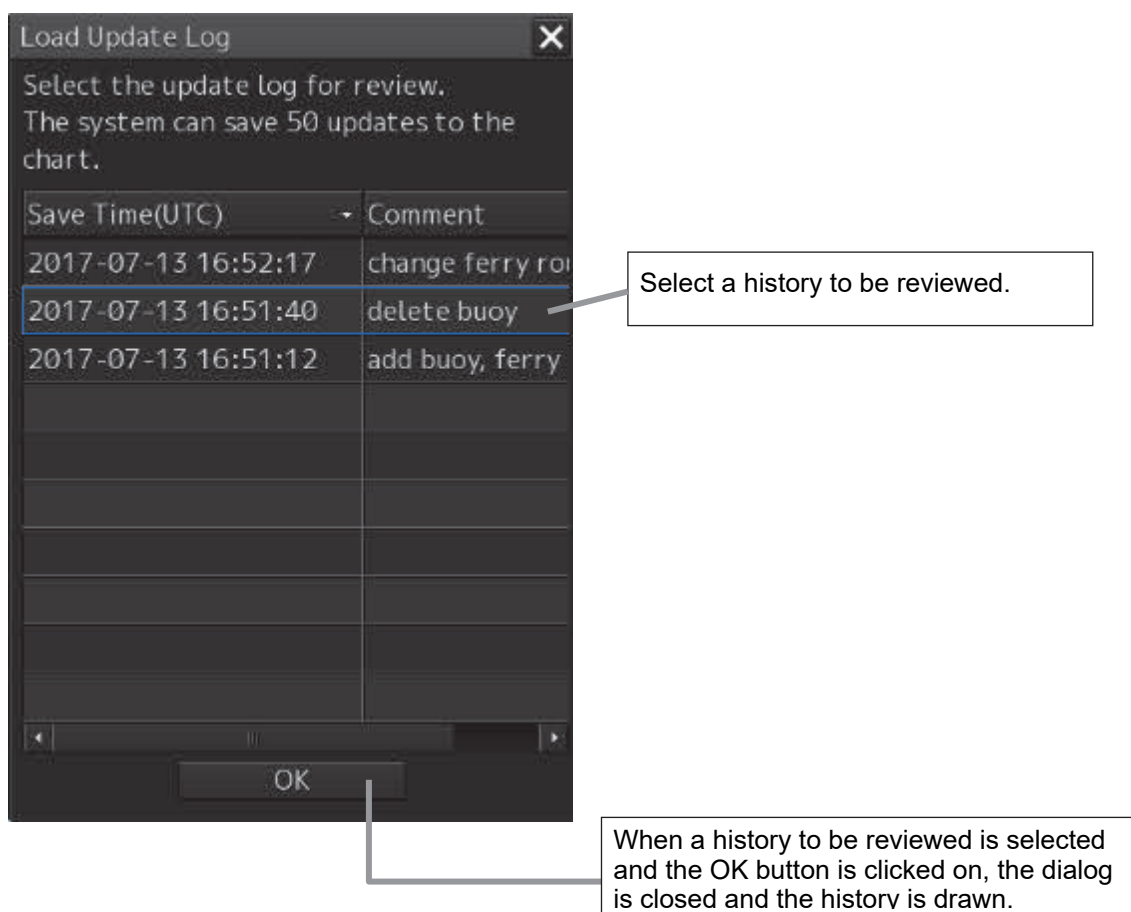 Load Update Log
Select the update log for review.
The system can save 50 updates to the
chart.
Save Time(UTC) Comment
2017-07-13 16:52:17 change ferry
2017-07-13 16:51:40 delete buoy
2017-07-13 16:51:12 add buoy, ferry
OK
Select a history to be reviewed.
When a history to be reviewed is selected
and the OK button is clicked on, the dialog
is closed and the history is drawn.